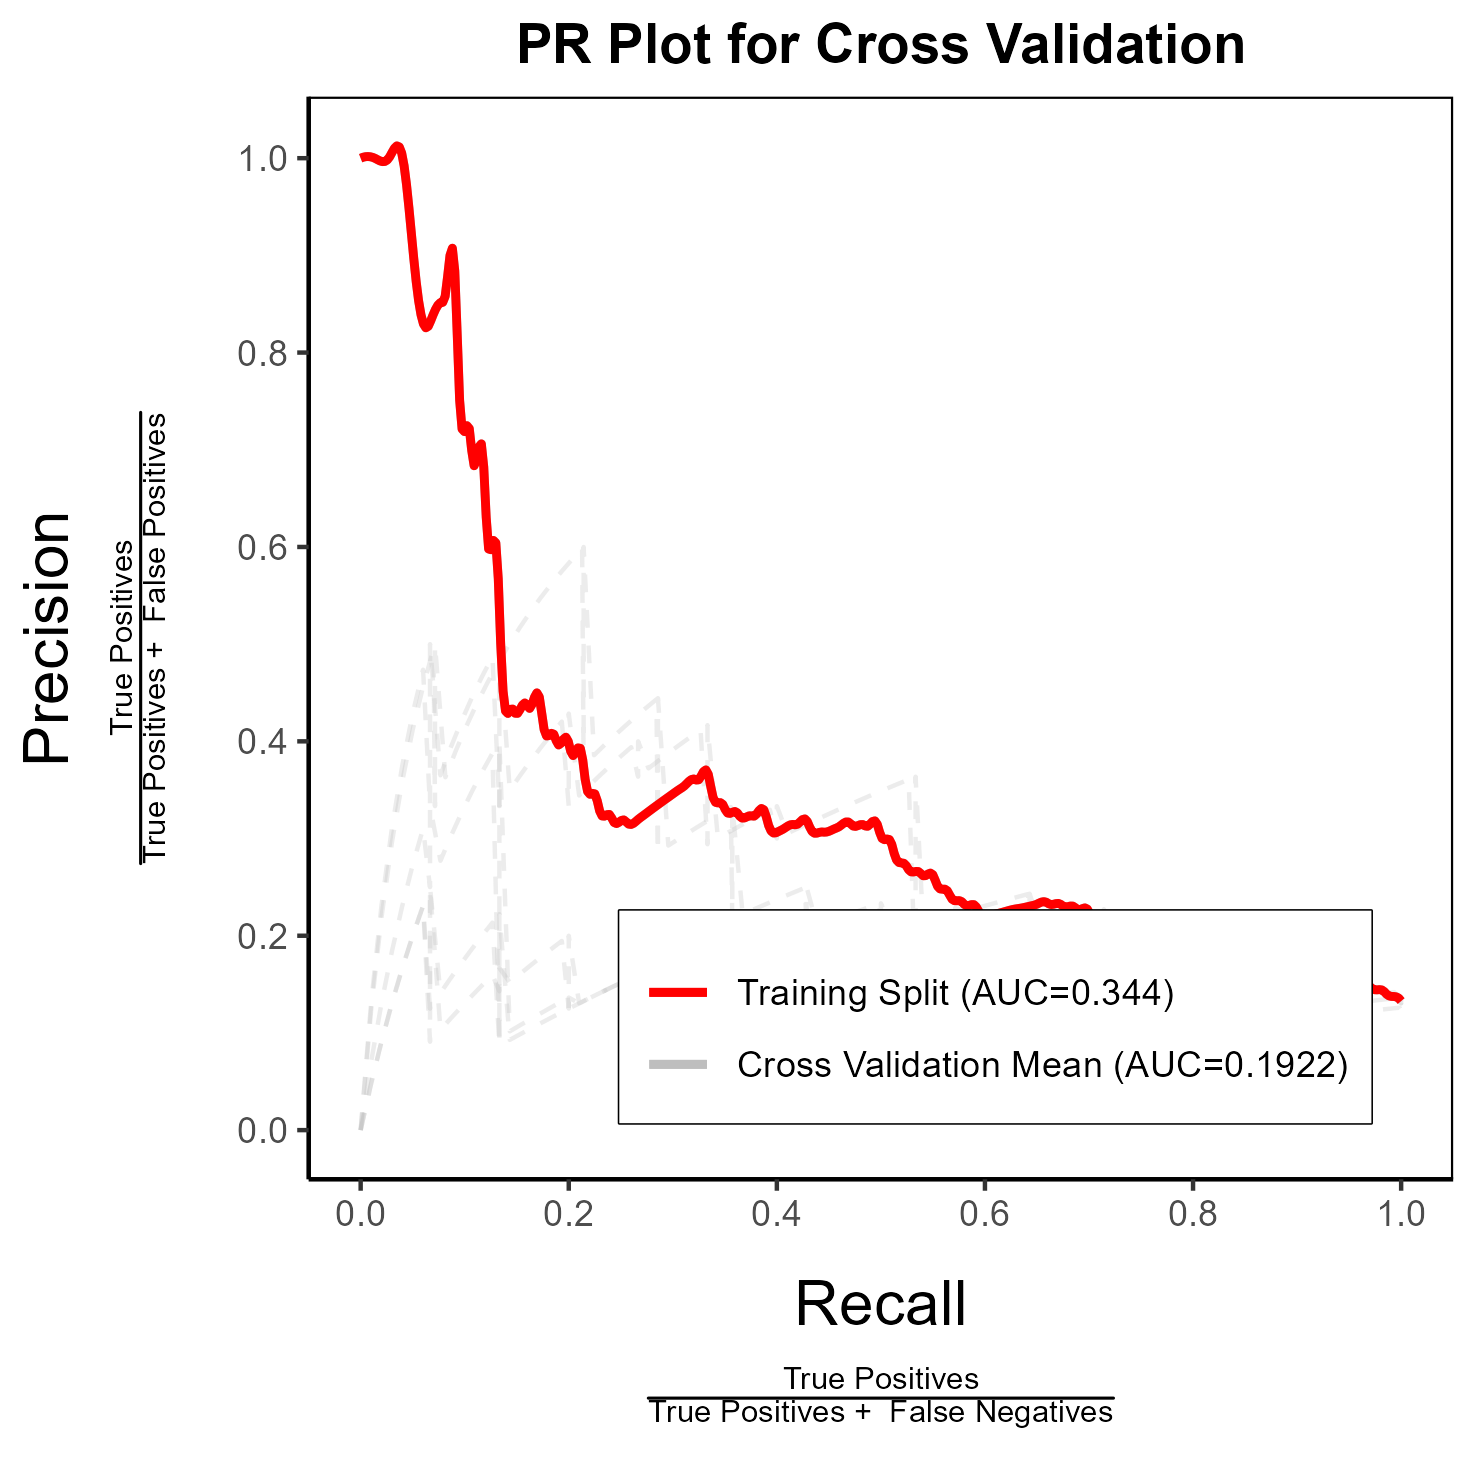 PR Plot for Cross Validation
Precision
True Positives
True Positives + False Positives
1.0
0.8
0.6
0.4
0.2
0.0
Training Split (AUC=0.344)
Cross Validation Mean (AUC=0.1922)
0.0 0.2 0.4 0.6 0.8 1.0
Recall
True Positives
True Positives + False Negatives